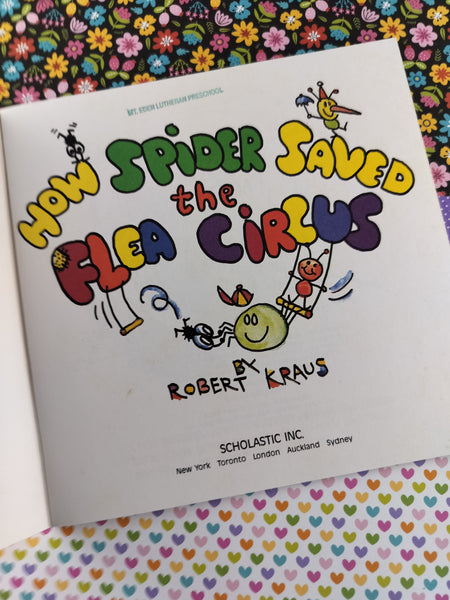 MT. EDEN LUTHERAN PRESCHOOL
HOW SPIDER SAVED
the
FLEA CIRCUS
BY
ROBERT KRAUS
SCHOLASTIC INC.
New York Toronto London Auckland Sydney